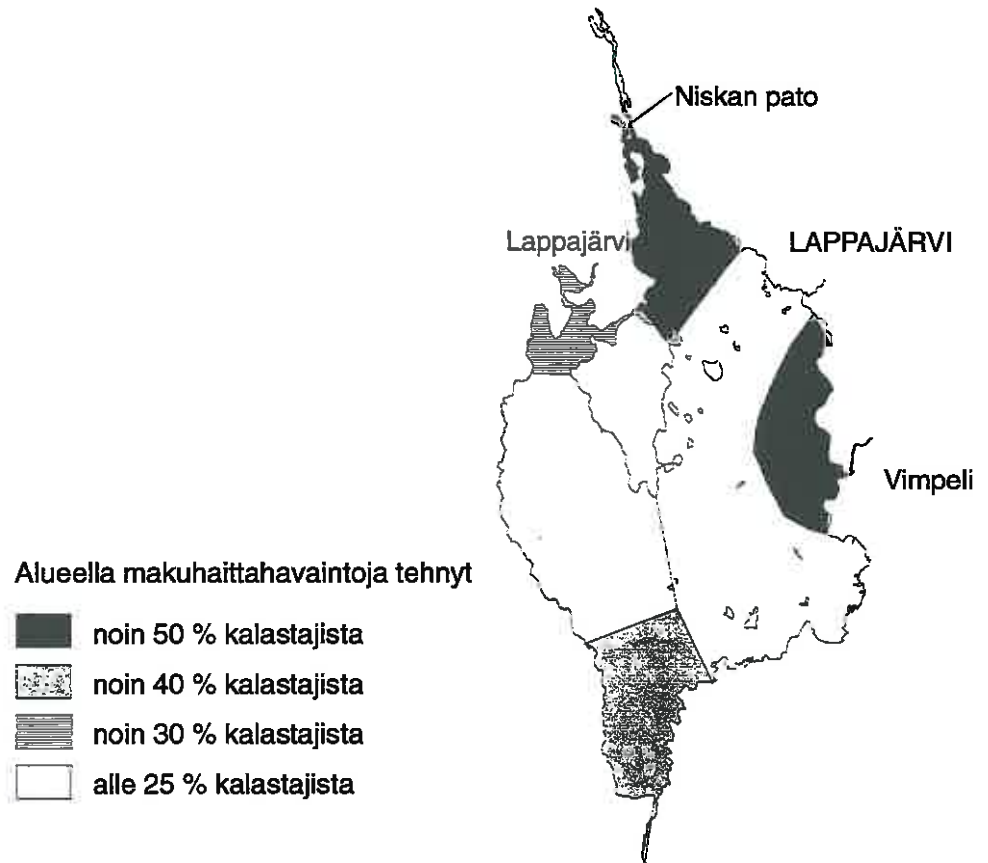 Niskan pato
Lappajärvi
LAPPAJÄRVI
Vimpeli
Alueella makuhaittahavaintoja tehnyt
noin 50 % kalastajista
noin 40 % kalastajista
noin 30 % kalastajista
alle 25 % kalastajista